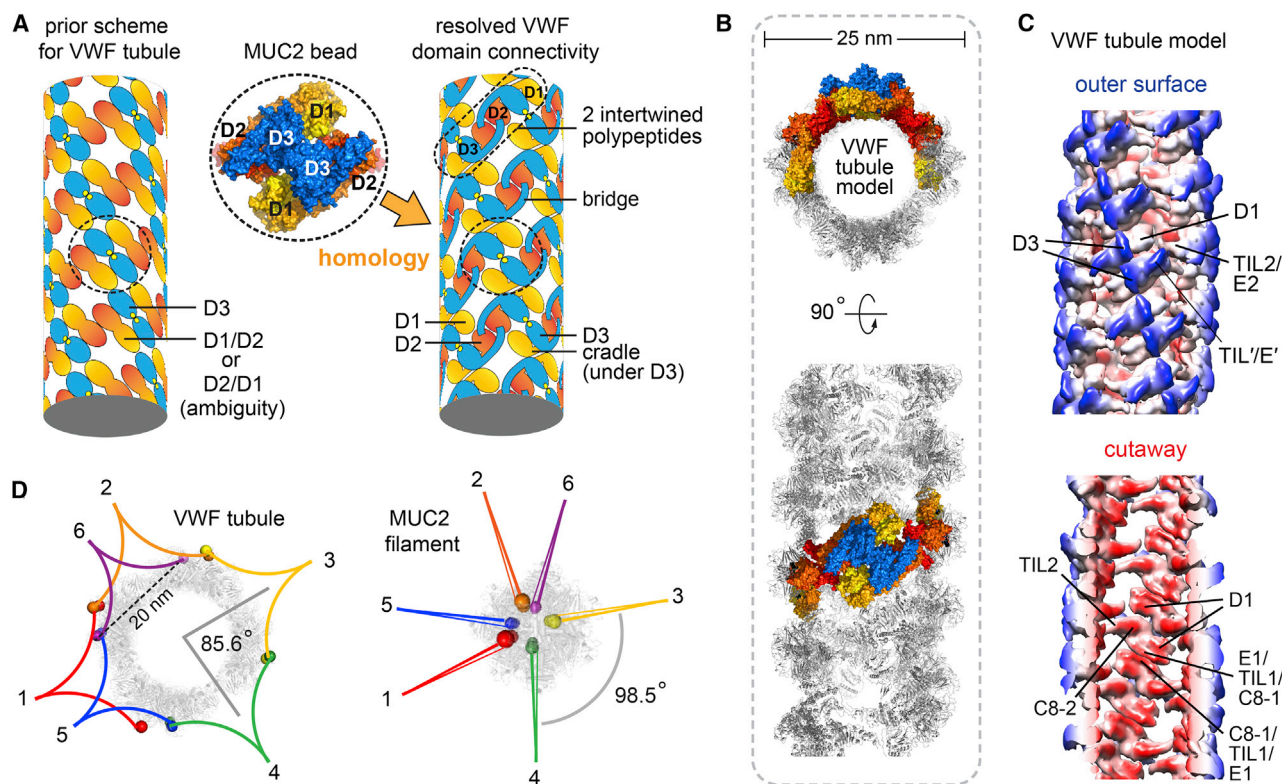 A
prior scheme
for VWF tubule
D3
D1/D2
or
D2/D1
(ambiguity)
MUC2 bead
D1
D2
D3
D3
D2
D1
homology
resolved VWF
domain connectivity
D1
D2
D3
2 intertwined
polypeptides
bridge
D1
D2
D3
cradle
(under D3)
B
25 nm
VWF
tubule
model
90°
C
VWF tubule model
outer surface
D1
D3
TIL2/
E2
TIL′/E′
cutaway
TIL2
D1
E1/
TIL1/
C8-1
C8-2
C8-1/
TIL1/
E1
D
VWF tubule
2
6
3
20 nm
85.6°
1
5
4
MUC2
filament
2
6
5
3
1
98.5°
4